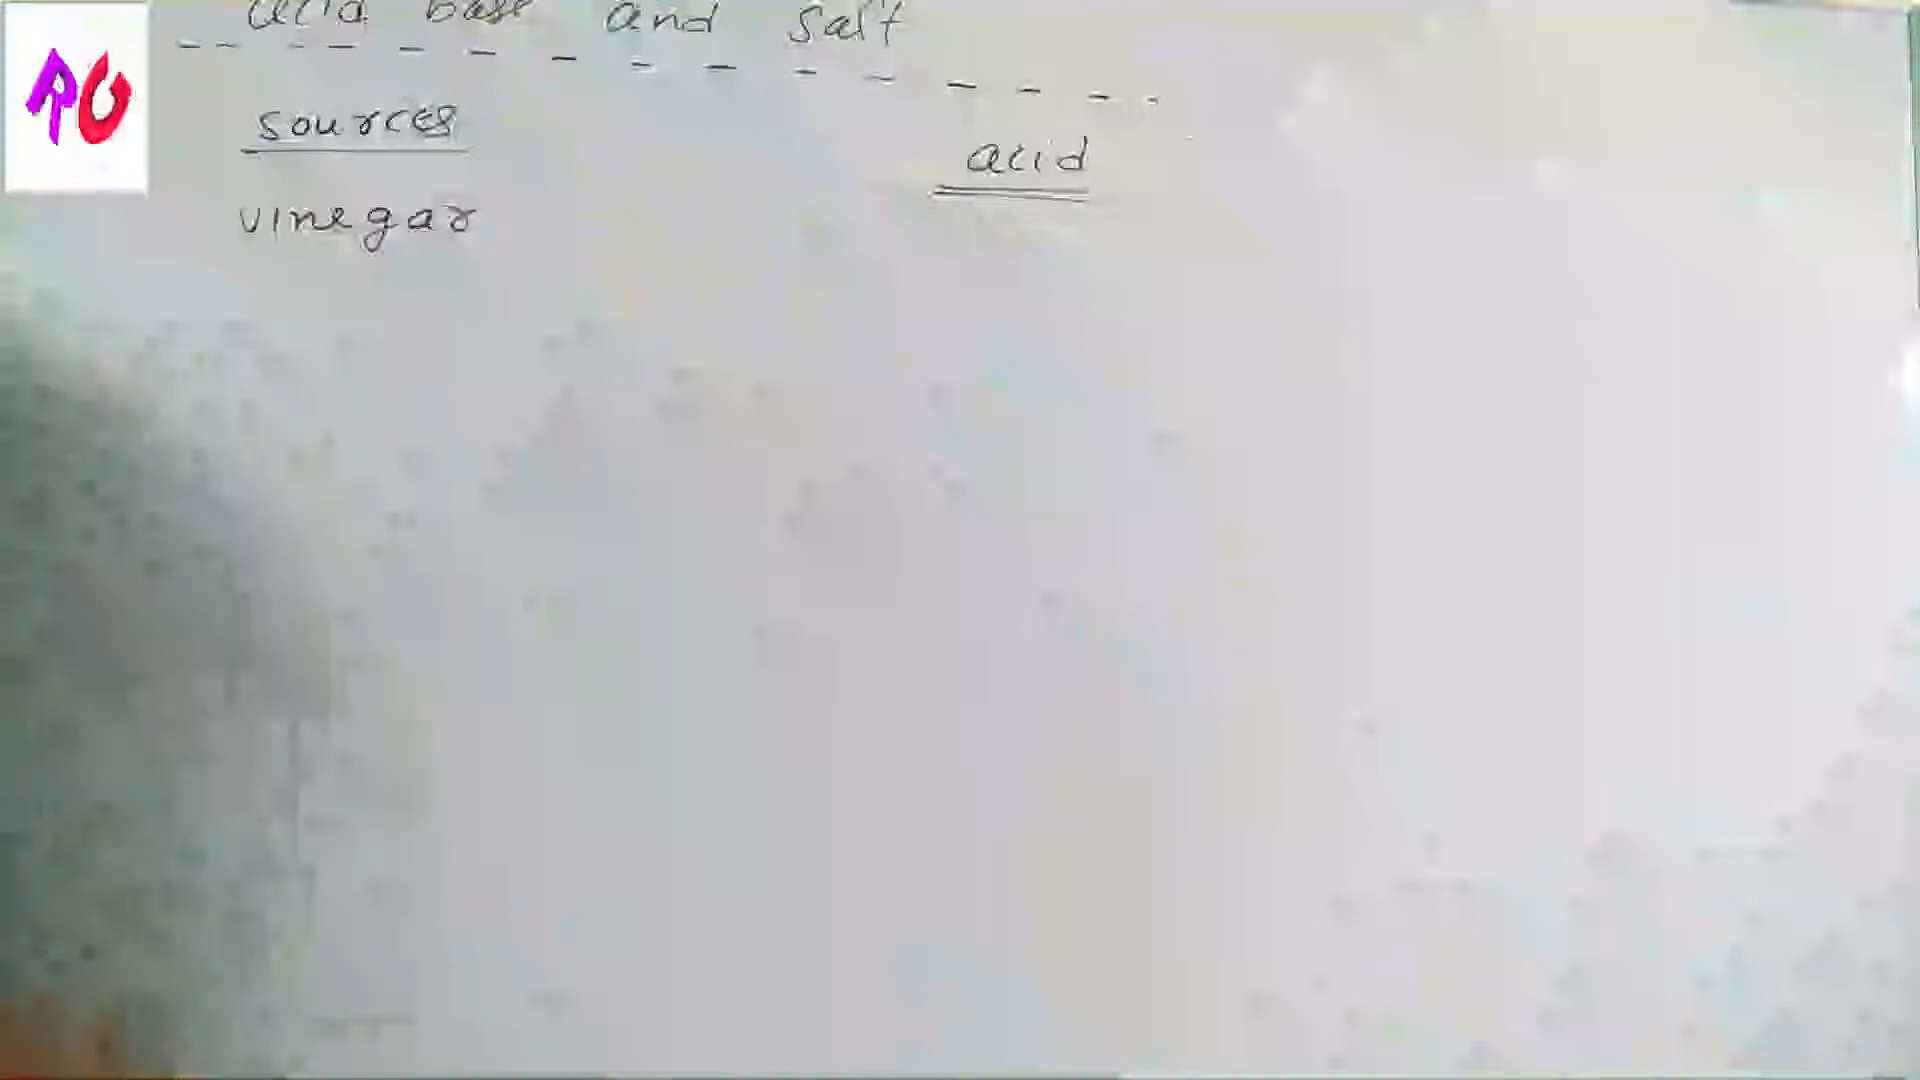 acid base and salt
sources acid
vinegar